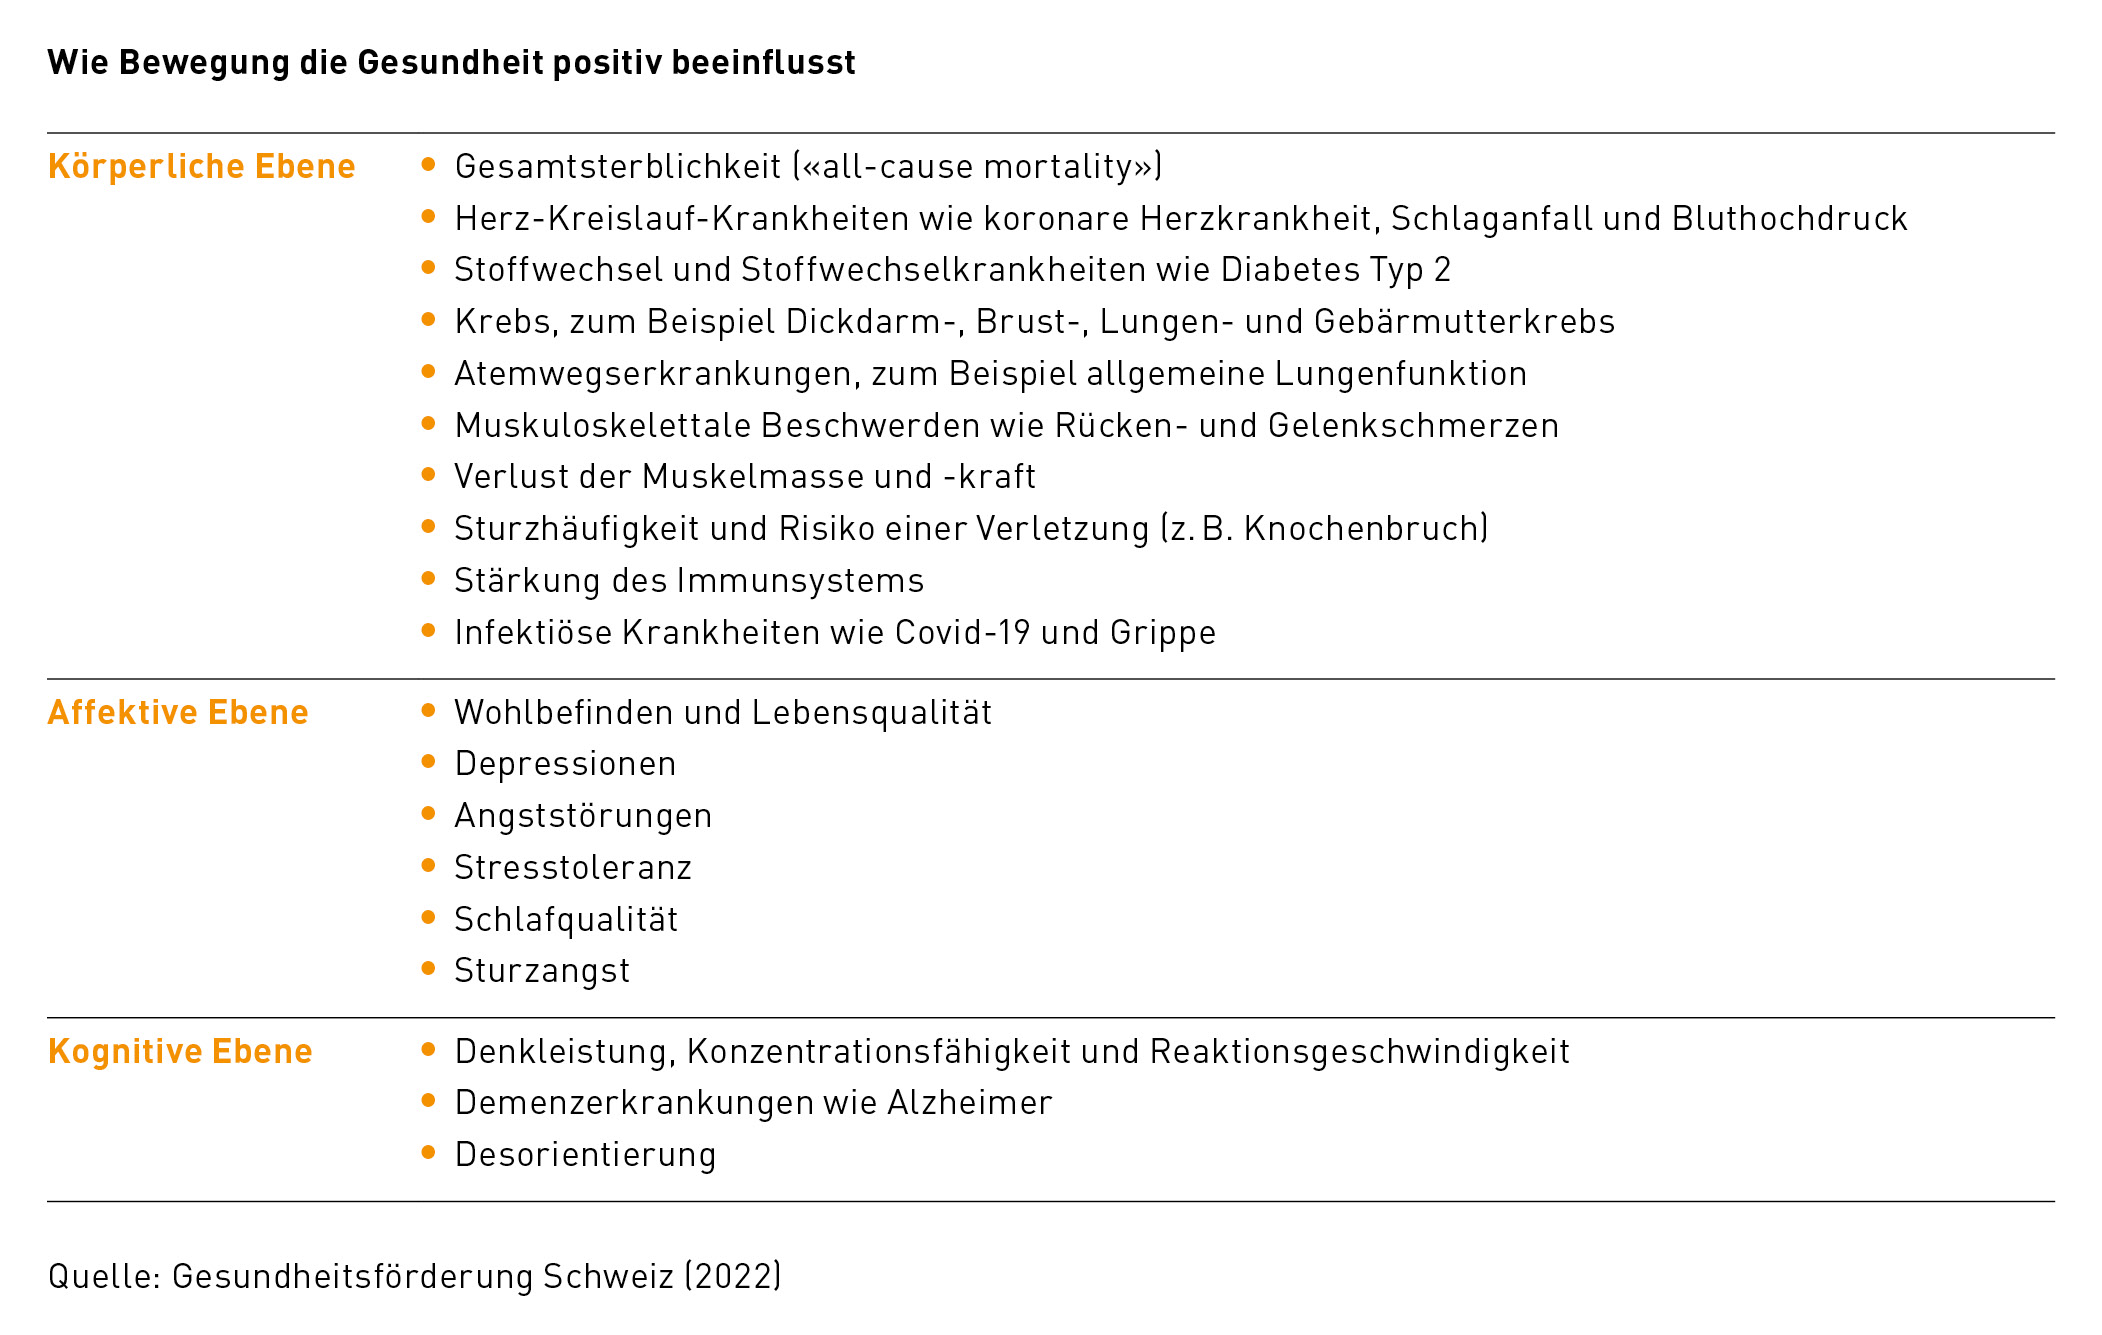 Wie Bewegung die Gesundheit positiv beeinflusst
Körperliche Ebene
• Gesamtsterblichkeit («all-cause mortality»)
• Herz-Kreislauf-Krankheiten wie koronare Herzkrankheit, Schlaganfall und Bluthochdruck
• Stoffwechsel und Stoffwechselkrankheiten wie Diabetes Typ 2
• Krebs, zum Beispiel Dickdarm-, Brust-, Lungen- und Gebärmutterkrebs
• Atemwegserkrankungen, zum Beispiel allgemeine Lungenfunktion
• Muskuloskelettale Beschwerden wie Rücken- und Gelenkschmerzen
• Verlust der Muskelmasse und -kraft
• Sturzhäufigkeit und Risiko einer Verletzung (z. B. Knochenbruch)
• Stärkung des Immunsystems
• Infektiöse Krankheiten wie Covid-19 und Grippe
Affektive Ebene
• Wohlbefinden und Lebensqualität
• Depressionen
• Angststörungen
• Stresstoleranz
• Schlafqualität
• Sturzangst
Kognitive Ebene
• Denkleistung, Konzentrationsfähigkeit und Reaktionsgeschwindigkeit
• Demenzerkrankungen wie Alzheimer
• Desorientierung
Quelle: Gesundheitsförderung Schweiz (2022)